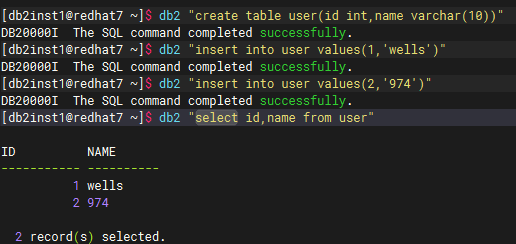 [db2inst1@redhat7 ~]$ db2 "create table user(id int,name varchar(10))"
DB20000I  The SQL command completed successfully.
[db2inst1@redhat7 ~]$ db2 "insert into user values(1,'wells')"
DB20000I  The SQL command completed successfully.
[db2inst1@redhat7 ~]$ db2 "insert into user values(2,'974')"
DB20000I  The SQL command completed successfully.
[db2inst1@redhat7 ~]$ db2 "select id,name from user"
ID          NAME
----------- ----------
          1 wells
          2 974
  2 record(s) selected.